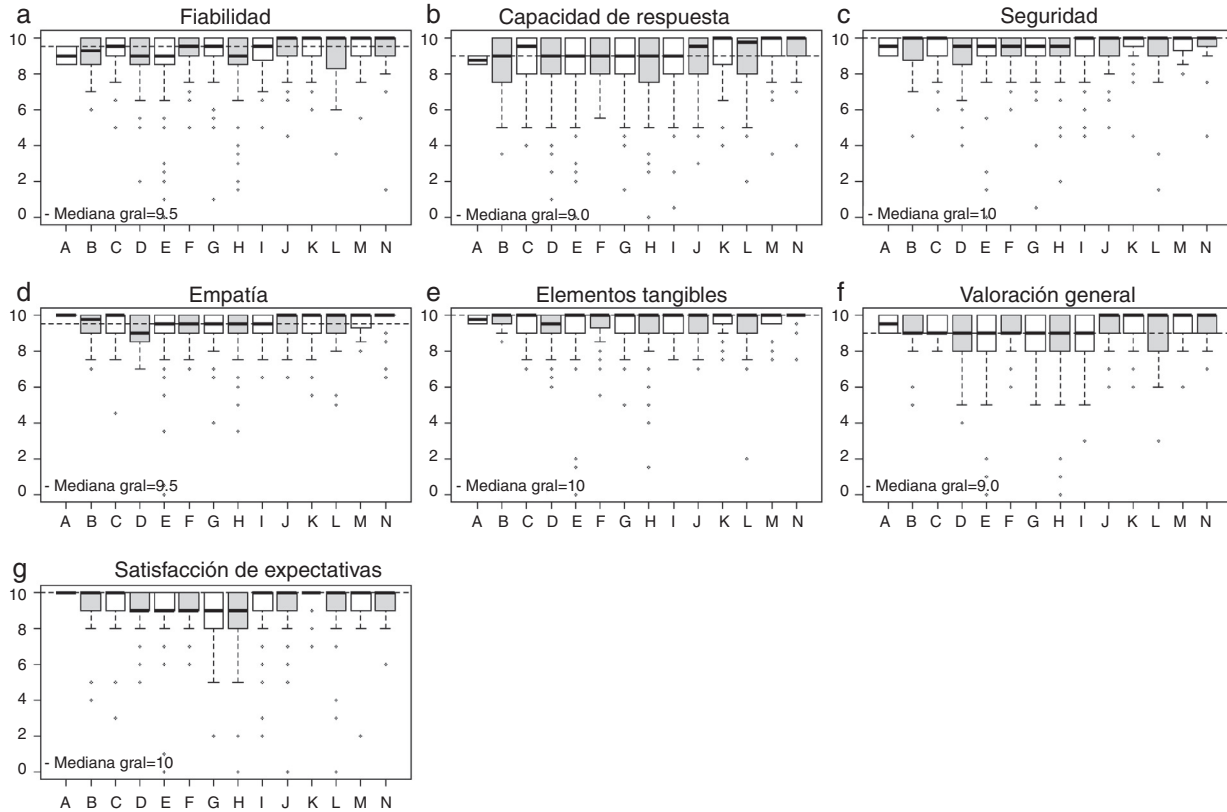 a Fiabilidad
10
8
6
4
2
0
- Mediana gral=9.5
A B C D E F G H I J K L M N
b Capacidad de respuesta
10
8
6
4
2
0
- Mediana gral=9.0
A B C D E F G H I J K L M N
c Seguridad
10
8
6
4
2
0
- Mediana gral=10
A B C D E F G H I J K L M N
d Empatía
10
8
6
4
2
0
- Mediana gral=9.5
A B C D E F G H I J K L M N
e Elementos tangibles
10
8
6
4
2
0
- Mediana gral=10
A B C D E F G H K L M N
f Valoración general
10
8
6
4
2
0
- Mediana gral=9.0
A B C D E F G H I J L M N
g Satisfacción de expectativas
10
8
6
4
2
0
- Mediana gral=10
A B C D E F G H I J K L M N